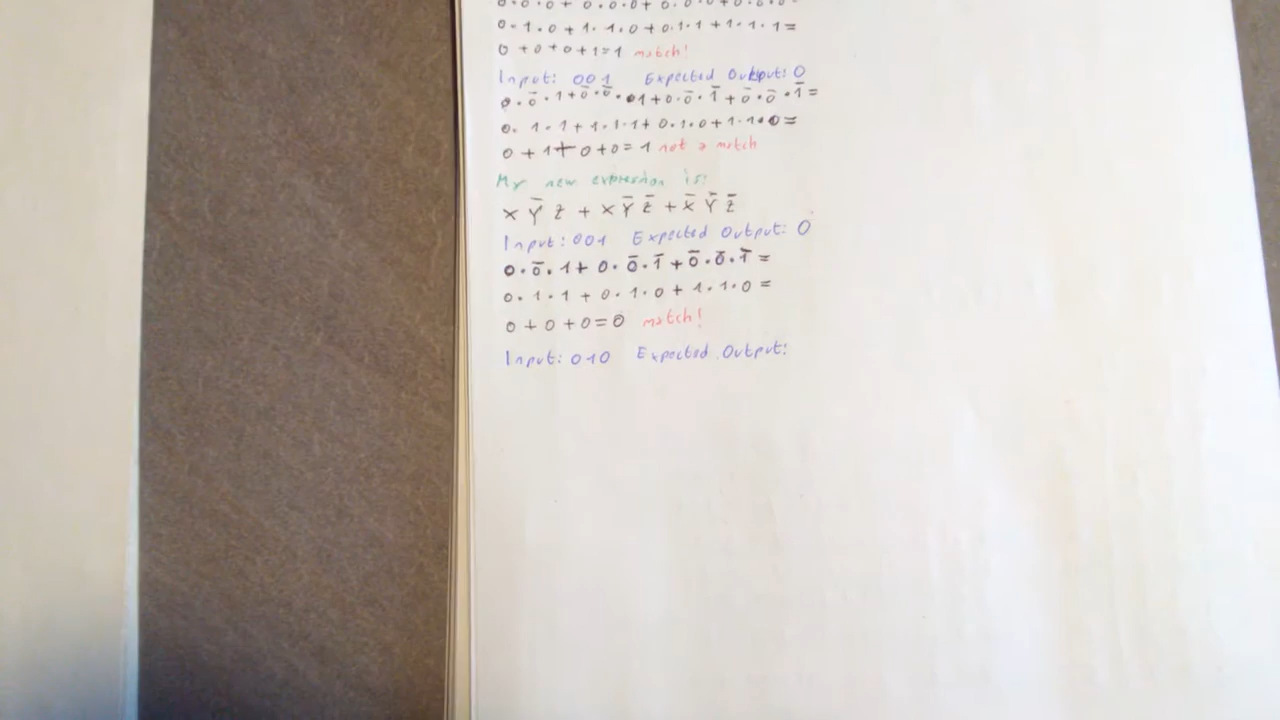 0·1·0+1·1·0+0·1·1+1·1·1=
0+0+0+1=1 match!
Input: 001 Expected Output: 0
0·0̅·1+0̅·0̅·1+0·0̅·1̅+0̅·0̅·1̅=
0·1·1+1·1·1+0·1·0+1·1·0=
0+1+0+0=1 not a match
My new expression is:
X Y̅ Z + X Y̅ Z̅ + X̅ Y̅ Z̅
Input: 001 Expected Output: 0
0·0̅·1+0·0̅·1̅+0̅·0̅·1̅=
0·1·1+0·1·0+1·1·0=
0+0+0=0 match!
Input: 010 Expected Output: